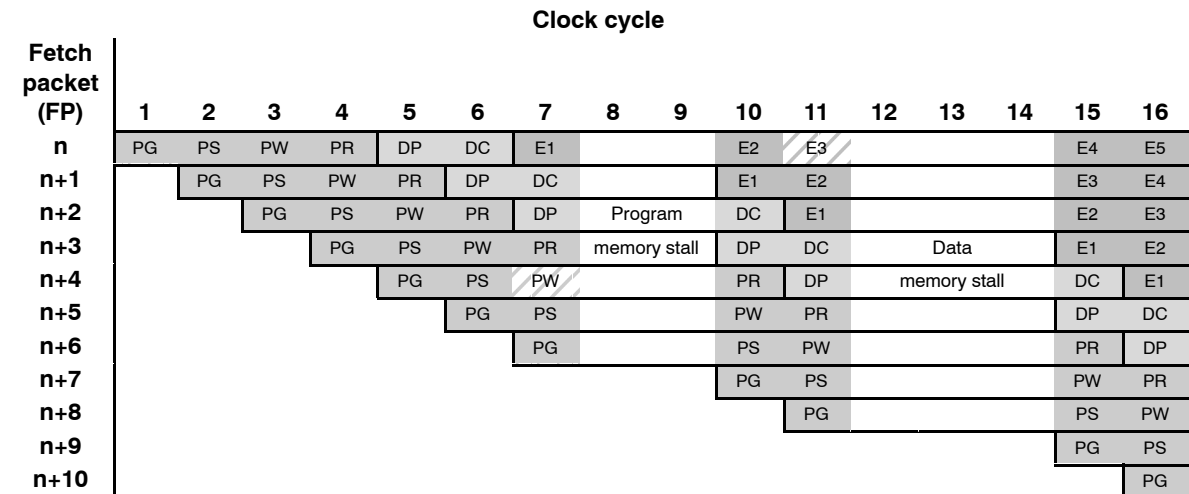 Clock cycle
Fetch
packet
(FP) 1 2 3 4 5 6 7 8 9 10 11 12 13 14 15 16
n PG PS PW PR DP DC E1 E2 E3 E4 E5
n+1 PG PS PW PR DP DC E1 E2 E3 E4
n+2 PG PS PW PR DP Program DC E1 E2 E3
n+3 PG PS PW PR memory stall DP DC Data E1 E2
n+4 PG PS PW PR DP memory stall DC E1
n+5 PG PS PW PR DP DC
n+6 PG PS PW PR DP
n+7 PG PS PW PR
n+8 PG PS PW
n+9 PG PS
n+10 PG